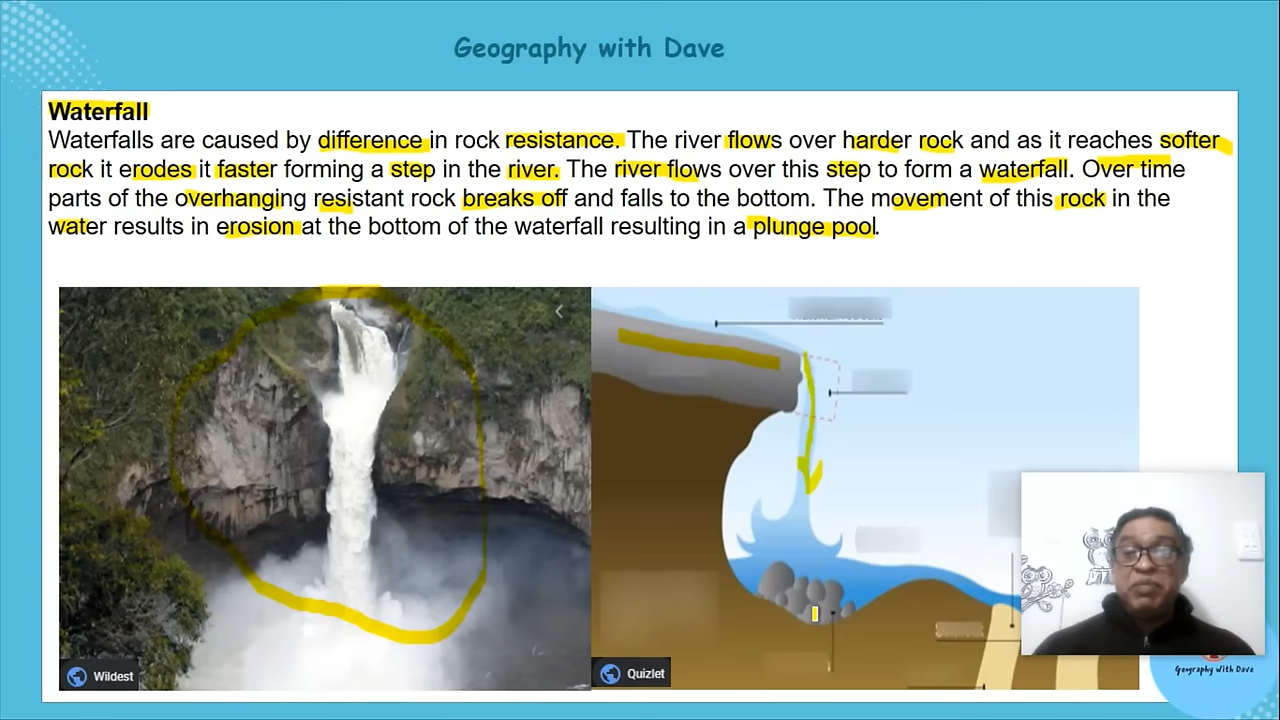 Geography with Dave
Waterfall
Waterfalls are caused by difference in rock resistance. The river flows over harder rock and as it reaches softer
rock it erodes it faster forming a step in the river. The river flows over this step to form a waterfall. Over time
parts of the overhanging resistant rock breaks off and falls to the bottom. The movement of this rock in the
water results in erosion at the bottom of the waterfall resulting in a plunge pool.
Wildest
Quizlet
Geography with Dave